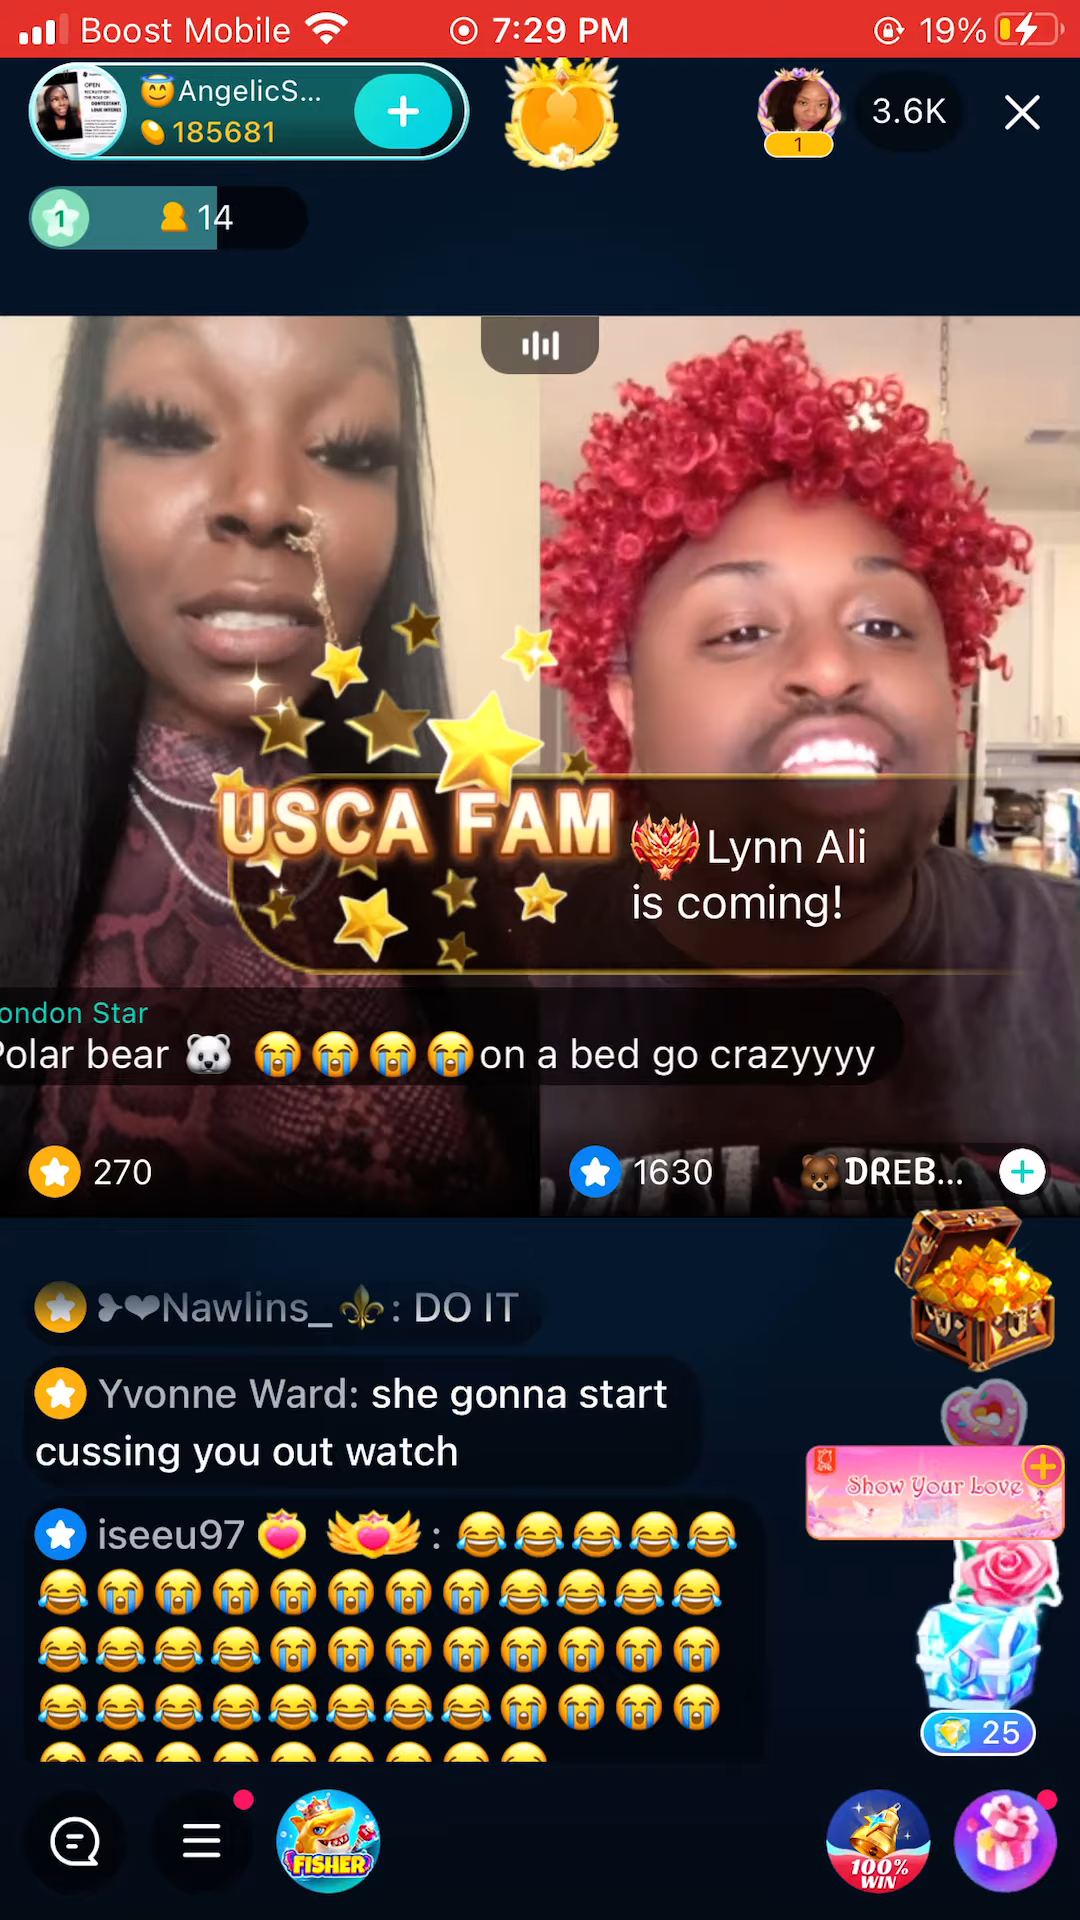 Boost Mobile
7:29 PM
19%
OPEN
CONTESTANT,
😇AngelicS...
185681
1
3.6K
1
14
USCA FAM
Lynn Ali
is coming!
ondon Star
Polar bear 🐻‍❄️ 😭😭😭😭on a bed go crazyyyy
270
1630
🐻DREB...
❥❤Nawlins_⚜: DO IT
Yvonne Ward: she gonna start
cussing you out watch
iseeu97 : 😂😂😂😂😂
😂😭😭😭😭😭😭😭😂😂😂😂
😂😂😂😂😭😭😭😭😭😭😭😭
😂😂😂😂😂😂😂😂😭😭😭😭
Show Your Love
25
FISHER
100%
WIN